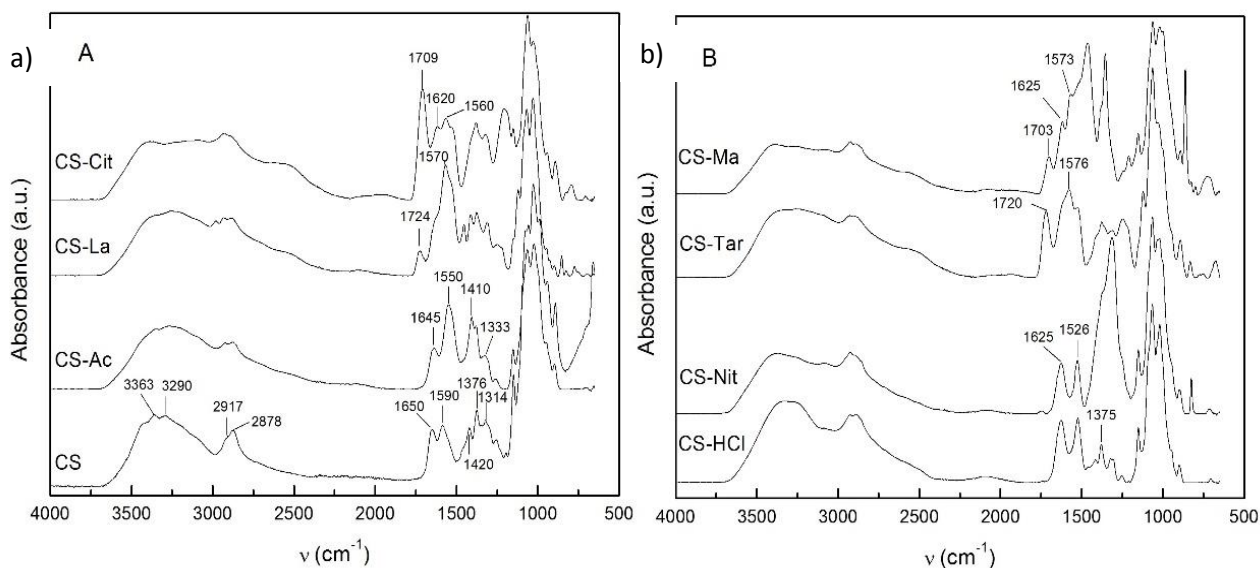 a)
A
Absorbance (a.u.)
CS-Cit
CS-La
CS-Ac
CS
1709
1620
1560
1570
1724
1550
1410
1645
1333
3363
3290
2917
2878
1650
1590
1376
1314
1420
4000 3500 3000 2500 2000 1500 1000 500
ν (cm-1)
b)
B
Absorbance (a.u.)
CS-Ma
CS-Tar
CS-Nit
CS-HCl
1573
1625
1703
1576
1720
1625
1526
1375
4000 3500 3000 2500 2000 1500 1000 500
ν (cm-1)